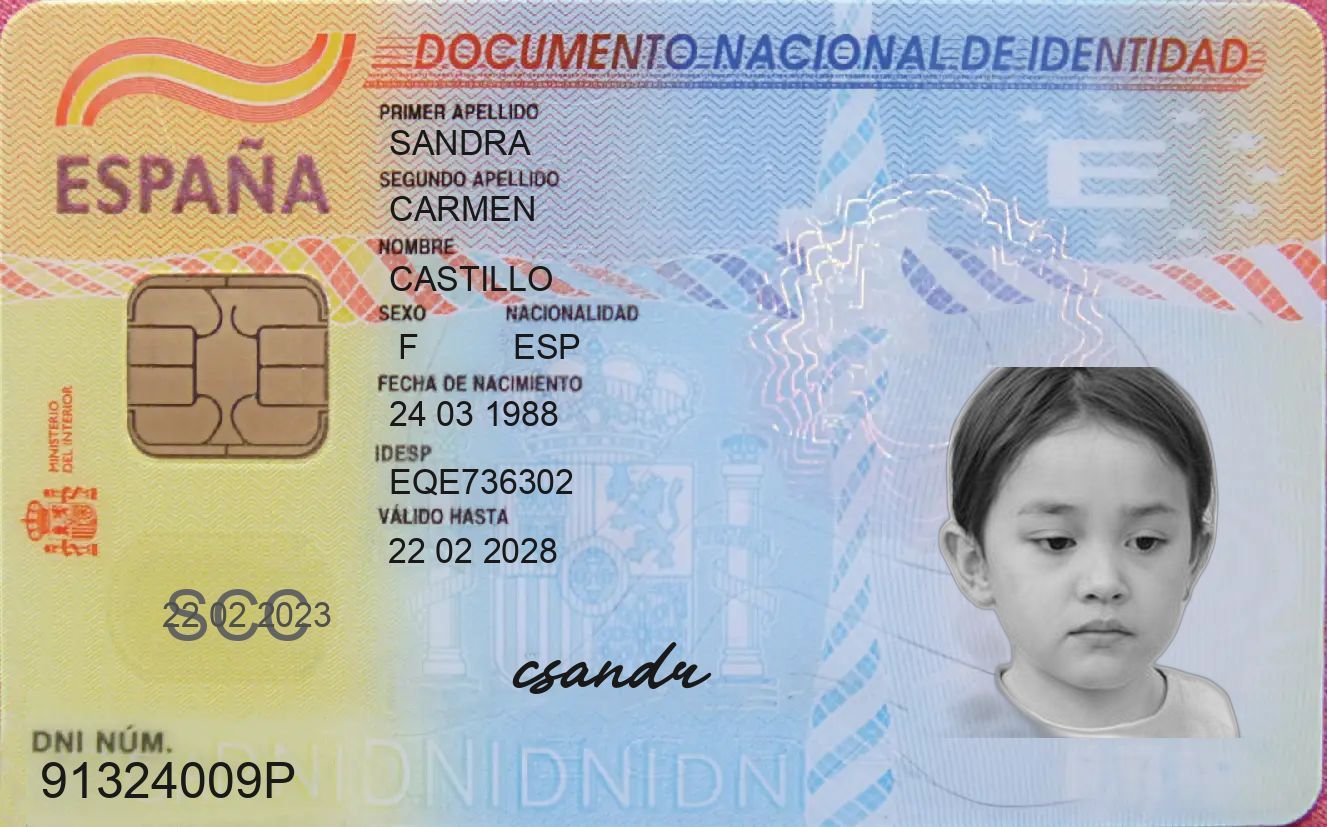 DOCUMENTO NACIONAL DE IDENTIDAD
ESPAÑA
PRIMER APELLIDO
SANDRA
SEGUNDO APELLIDO
CARMEN
NOMBRE
CASTILLO
SEXO NACIONALIDAD
F ESP
FECHA DE NACIMIENTO
24 03 1988
IDESP
EQE736302
VÁLIDO HASTA
22 02 2028
MINISTERIO
DEL INTERIOR
E
SCC
22 02 2023
csandr
DNI NÚM.
91324009P
DNIDNIDNIDNI